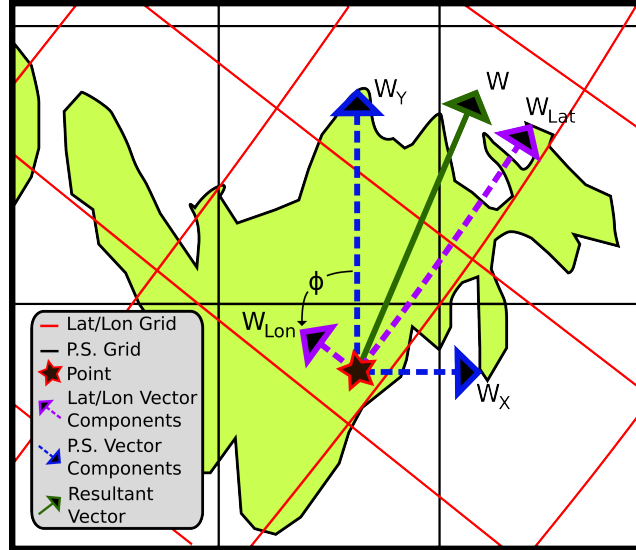 W_Y
W
W_Lat
ϕ
W_Lon
W_X
Lat/Lon Grid
P.S. Grid
Point
Lat/Lon Vector
Components
P.S. Vector
Components
Resultant
Vector